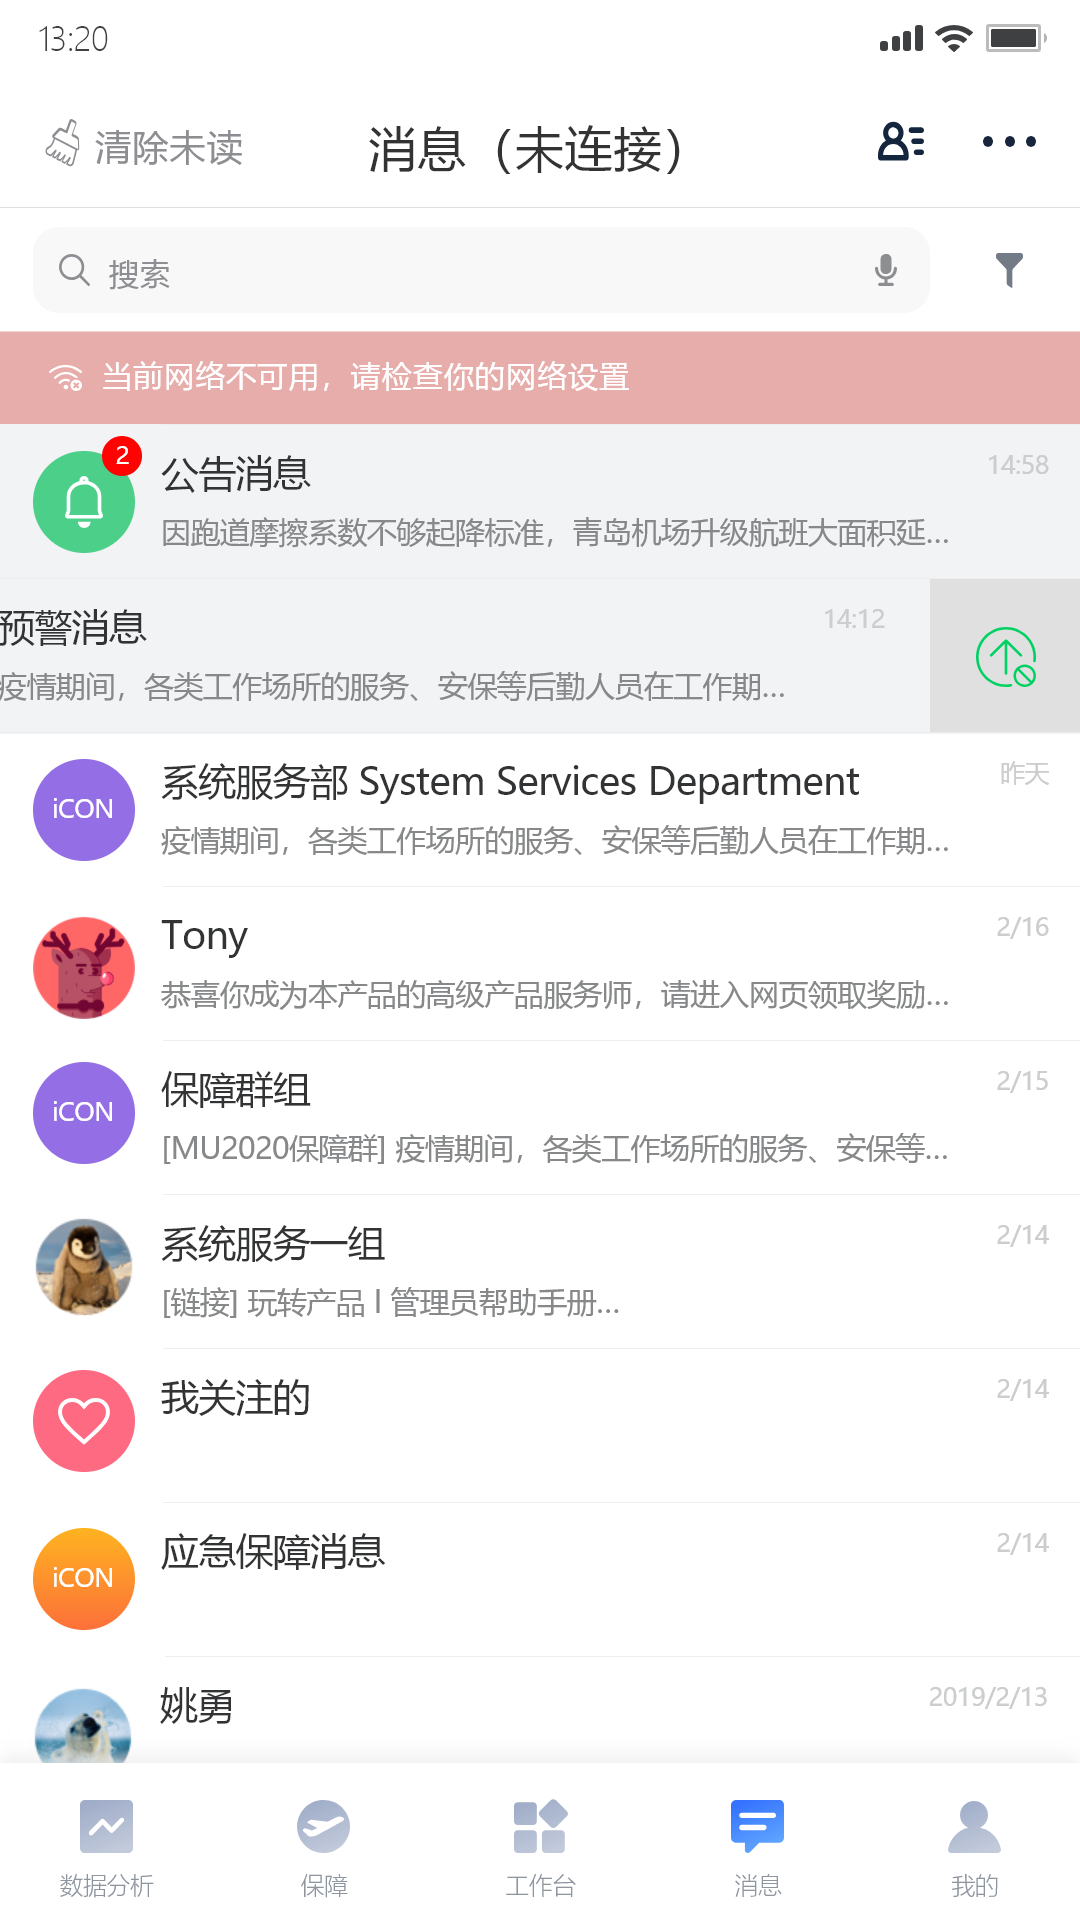 13:20
清除未读
消息（未连接）
搜索
当前网络不可用，请检查你的网络设置
2
公告消息
14:58
因跑道摩擦系数不够起降标准，青岛机场升级航班大面积延...
预警消息
14:12
疫情期间，各类工作场所的服务、安保等后勤人员在工作期...
iCON
系统服务部 System Services Department
昨天
疫情期间，各类工作场所的服务、安保等后勤人员在工作期...
Tony
2/16
恭喜你成为本产品的高级产品服务师，请进入网页领取奖励...
iCON
保障群组
2/15
[MU2020保障群] 疫情期间，各类工作场所的服务、安保等...
系统服务一组
2/14
[链接] 玩转产品 | 管理员帮助手册...
我关注的
2/14
iCON
应急保障消息
2/14
姚勇
2019/2/13
数据分析
保障
工作台
消息
我的